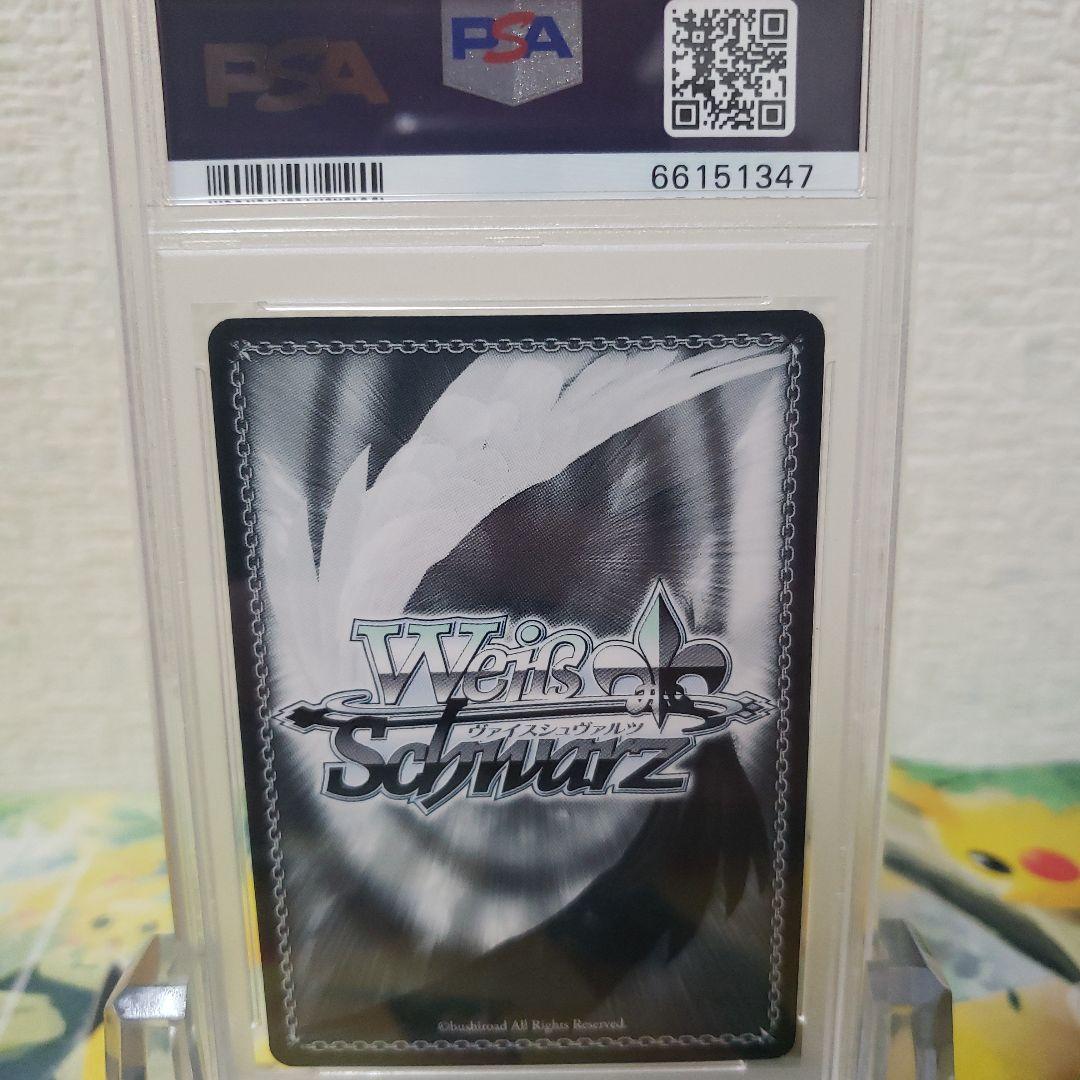 PSA
PSA
66151347
Weiß
ヴァイスシュヴァルツ
Schwarz
©bushiroad All Rights Reserved.